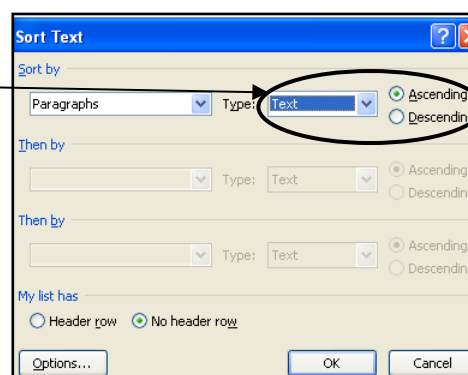 Sort Text
Sort by
Paragraphs Type: Text Ascending
Descendin
Then by
Type: Text Ascending
Descendin
Then by
Type: Text Ascending
Descendin
My list has
Header row No header row
Options... OK Cancel